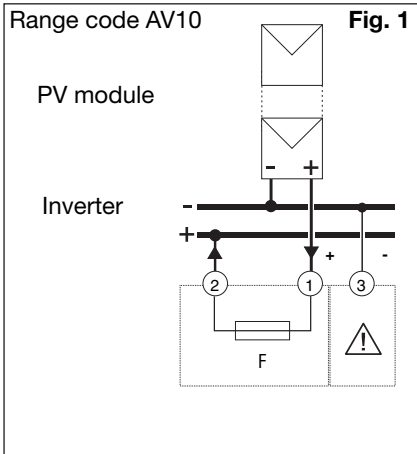 Range code AV10 Fig. 1
PV module
- +
Inverter -
+
+ -
2 1 3
F